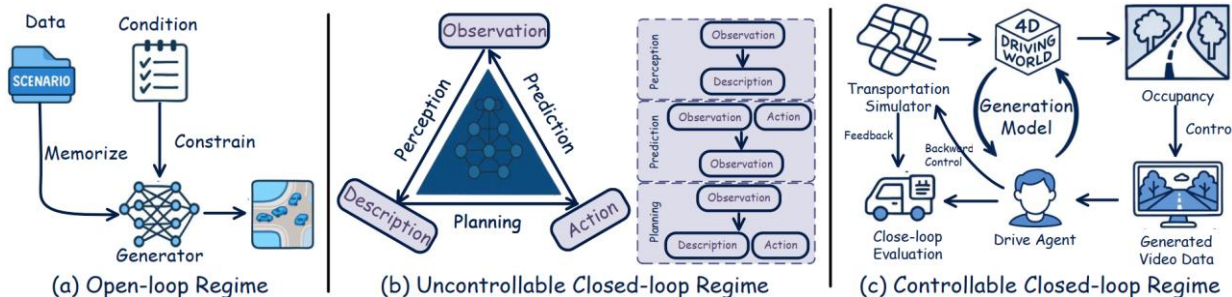 Data
Condition
SCENARIO
Memorize
Constrain
Generator
(a) Open-loop Regime
Observation
Perception
Prediction
Description
Planning
Action
Perception
Observation
Description
Prediction
Observation
Action
Observation
Planning
Observation
Description
Action
(b) Uncontrollable Closed-loop Regime
4D
DRIVING
WORLD
Transportation
Simulator
Generation
Model
Occupancy
Feedback
Backward
Control
Control
Close-loop
Evaluation
Drive Agent
Generated
Video Data
(c) Controllable Closed-loop Regime